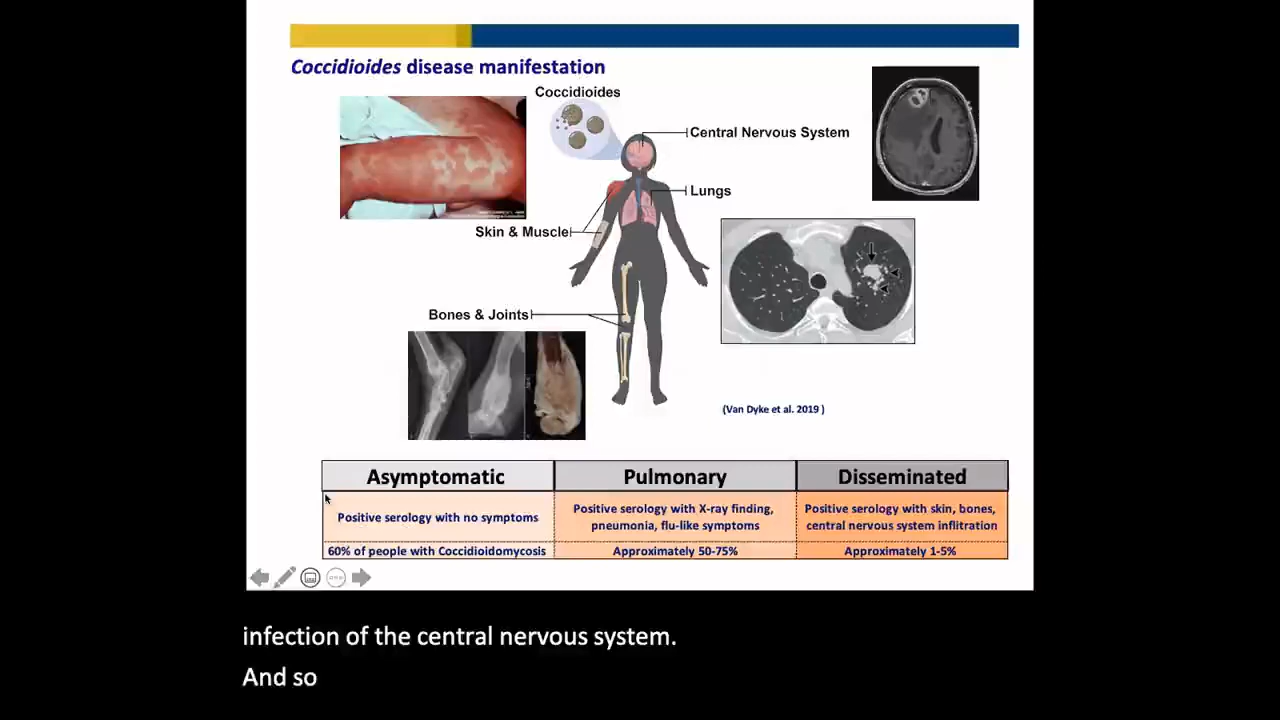 Coccidioides disease manifestation
Coccidioides
Central Nervous System
Lungs
Skin & Muscle
Bones & Joints
(Van Dyke et al. 2019 )
Asymptomatic
Pulmonary
Disseminated
Positive serology with no symptoms
Positive serology with X-ray finding,
pneumonia, flu-like symptoms
Positive serology with skin, bones,
central nervous system inflitration
60% of people with Coccidioidomycosis
Approximately 50-75%
Approximately 1-5%
infection of the central nervous system.
And so